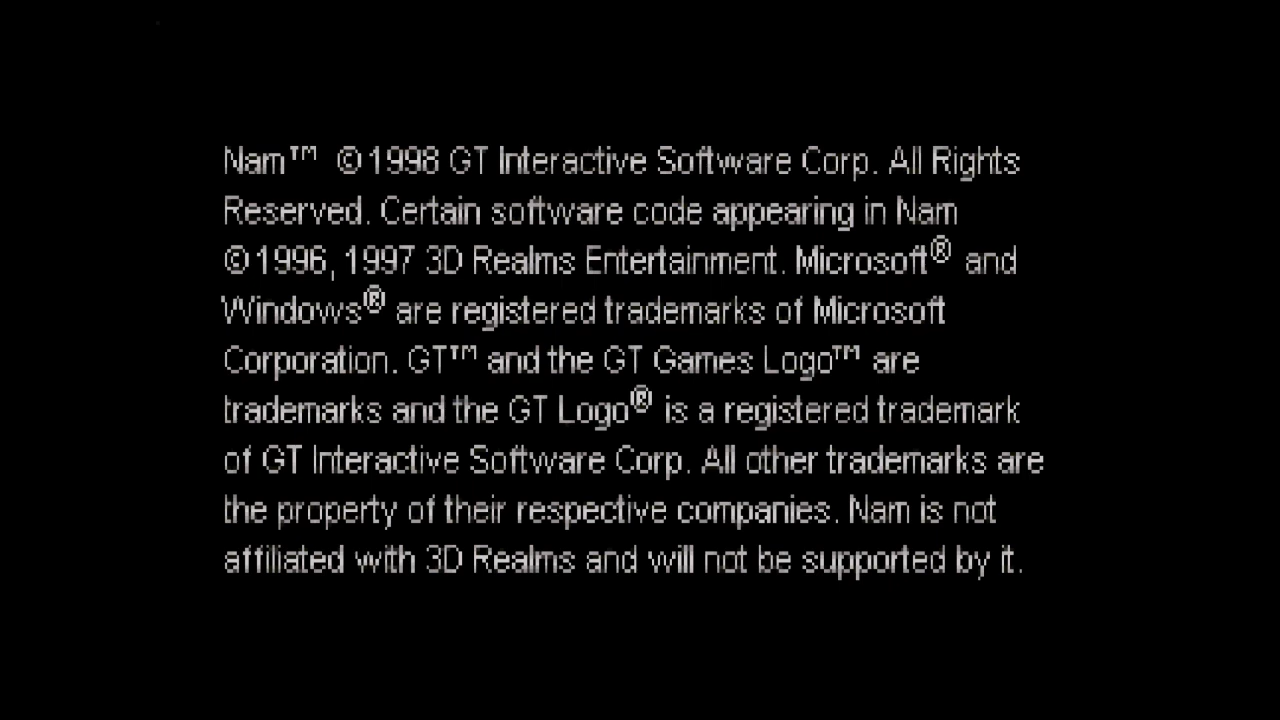 Nam™ ©1998 GT Interactive Software Corp. All Rights
Reserved. Certain software code appearing in Nam
©1996, 1997 3D Realms Entertainment. Microsoft® and
Windows® are registered trademarks of Microsoft
Corporation. GT™ and the GT Games Logo™ are
trademarks and the GT Logo® is a registered trademark
of GT Interactive Software Corp. All other trademarks are
the property of their respective companies. Nam is not
affiliated with 3D Realms and will not be supported by it.